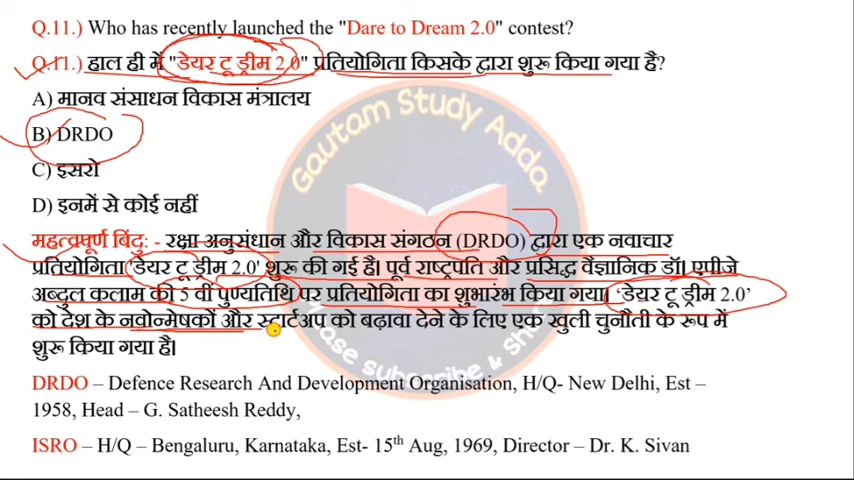 Q.11.) Who has recently launched the "Dare to Dream 2.0" contest?
Q.11.) हाल ही में "डेयर टू ड्रीम 2.0" प्रतियोगिता किसके द्वारा शुरू किया गया है?
A) मानव संसाधन विकास मंत्रालय
B) DRDO
C) इसरो
D) इनमें से कोई नहीं
महत्वपूर्ण बिंदु: - रक्षा अनुसंधान और विकास संगठन (DRDO) द्वारा एक नवाचार
प्रतियोगिता 'डेयर टू ड्रीम 2.0' शुरू की गई है। पूर्व राष्ट्रपति और प्रसिद्ध वैज्ञानिक डॉ। एपीजे
अब्दुल कलाम की 5 वीं पुण्यतिथि पर प्रतियोगिता का शुभारंभ किया गया। 'डेयर टू ड्रीम 2.0'
को देश के नवोन्मेषकों और स्टार्टअप को बढ़ावा देने के लिए एक खुली चुनौती के रूप में
शुरू किया गया है।
DRDO – Defence Research And Development Organisation, H/Q- New Delhi, Est –
1958, Head – G. Satheesh Reddy,
ISRO – H/Q – Bengaluru, Karnataka, Est- 15th Aug, 1969, Director – Dr. K. Sivan
Gautam Study Adda
subscribe &